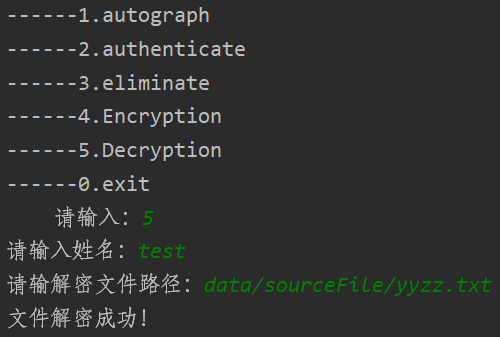 ------1.autograph
------2.authenticate
------3.eliminate
------4.Encryption
------5.Decryption
------0.exit
请输入：5
请输入姓名：test
请输解密文件路径：data/sourceFile/yyzz.txt
文件解密成功！